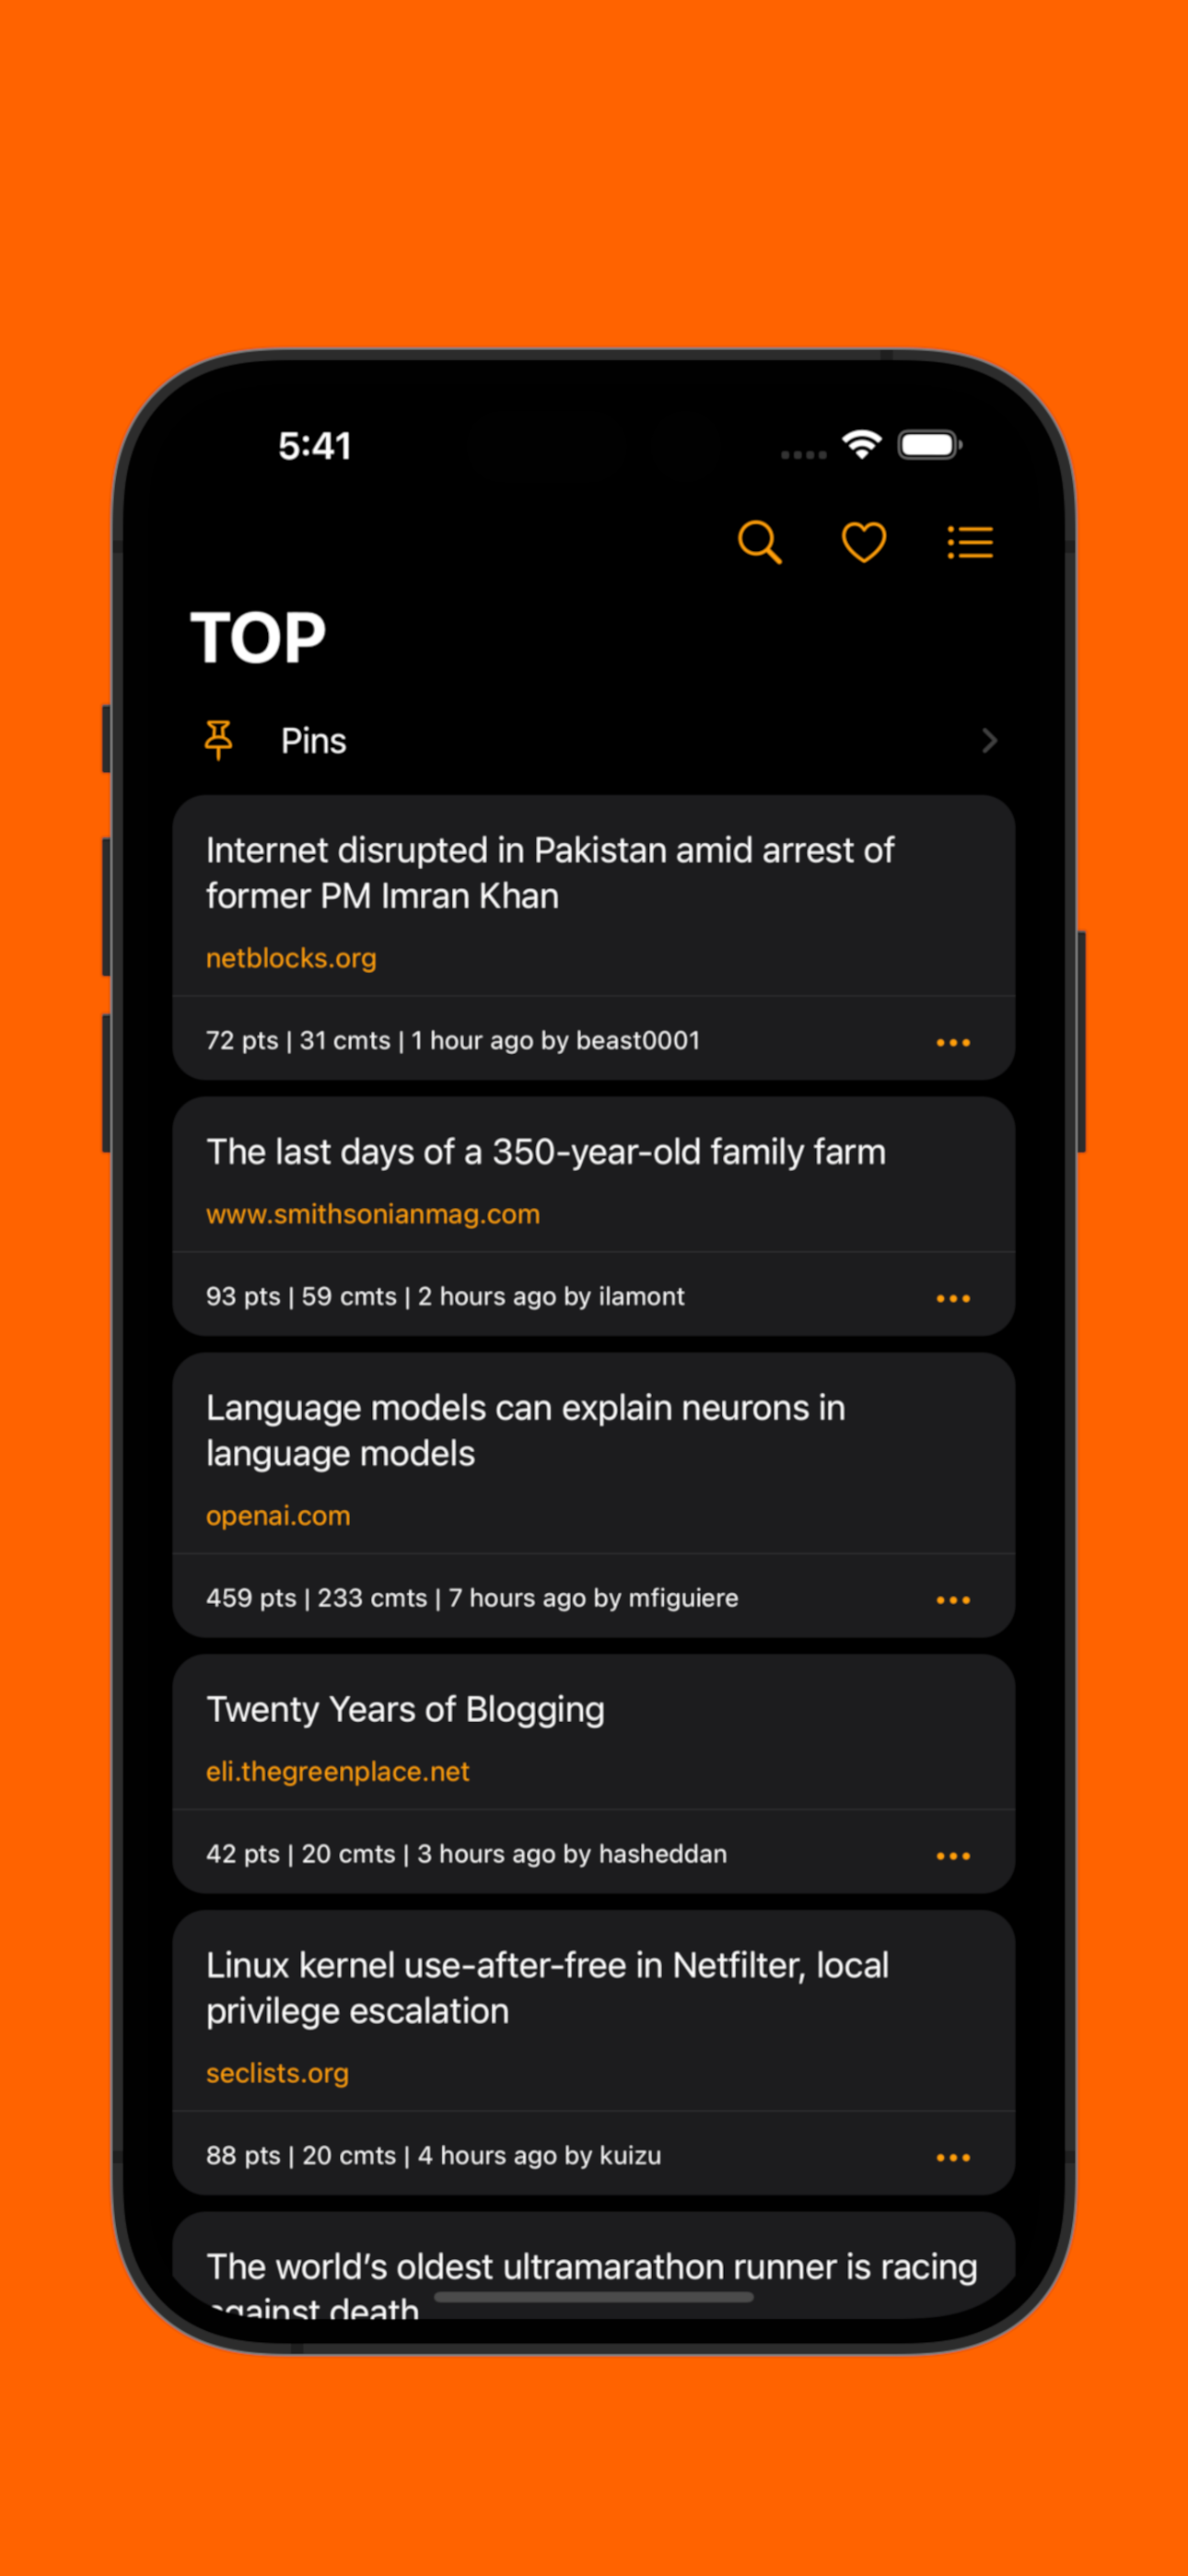 5:41
TOP
Pins
Internet disrupted in Pakistan amid arrest of
former PM Imran Khan
netblocks.org
72 pts | 31 cmts | 1 hour ago by beast0001
The last days of a 350-year-old family farm
www.smithsonianmag.com
93 pts | 59 cmts | 2 hours ago by ilamont
Language models can explain neurons in
language models
openai.com
459 pts | 233 cmts | 7 hours ago by mfiguiere
Twenty Years of Blogging
eli.thegreenplace.net
42 pts | 20 cmts | 3 hours ago by hasheddan
Linux kernel use-after-free in Netfilter, local
privilege escalation
seclists.org
88 pts | 20 cmts | 4 hours ago by kuizu
The world’s oldest ultramarathon runner is racing
against death